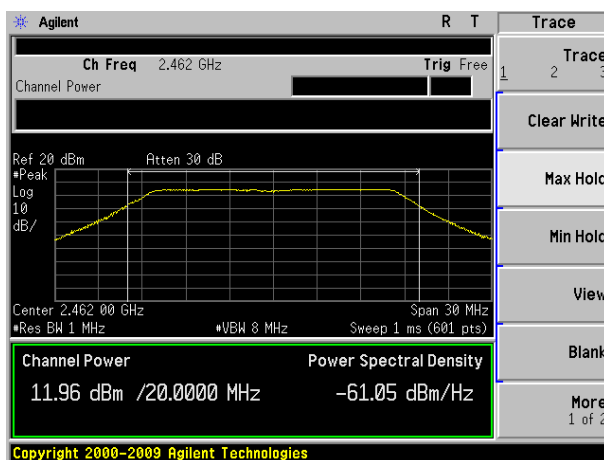 Agilent R T Trace
Ch Freq 2.462 GHz Trig Free
Channel Power
Trace
1 2 3
Clear Write
Max Hold
Min Hold
View
Blank
More
1 of 2
Ref 20 dBm Atten 30 dB
#Peak
Log
10
dB/
Center 2.462 00 GHz Span 30 MHz
#Res BW 1 MHz #VBW 8 MHz Sweep 1 ms (601 pts)
Channel Power Power Spectral Density
11.96 dBm /20.0000 MHz -61.05 dBm/Hz
Copyright 2000-2009 Agilent Technologies